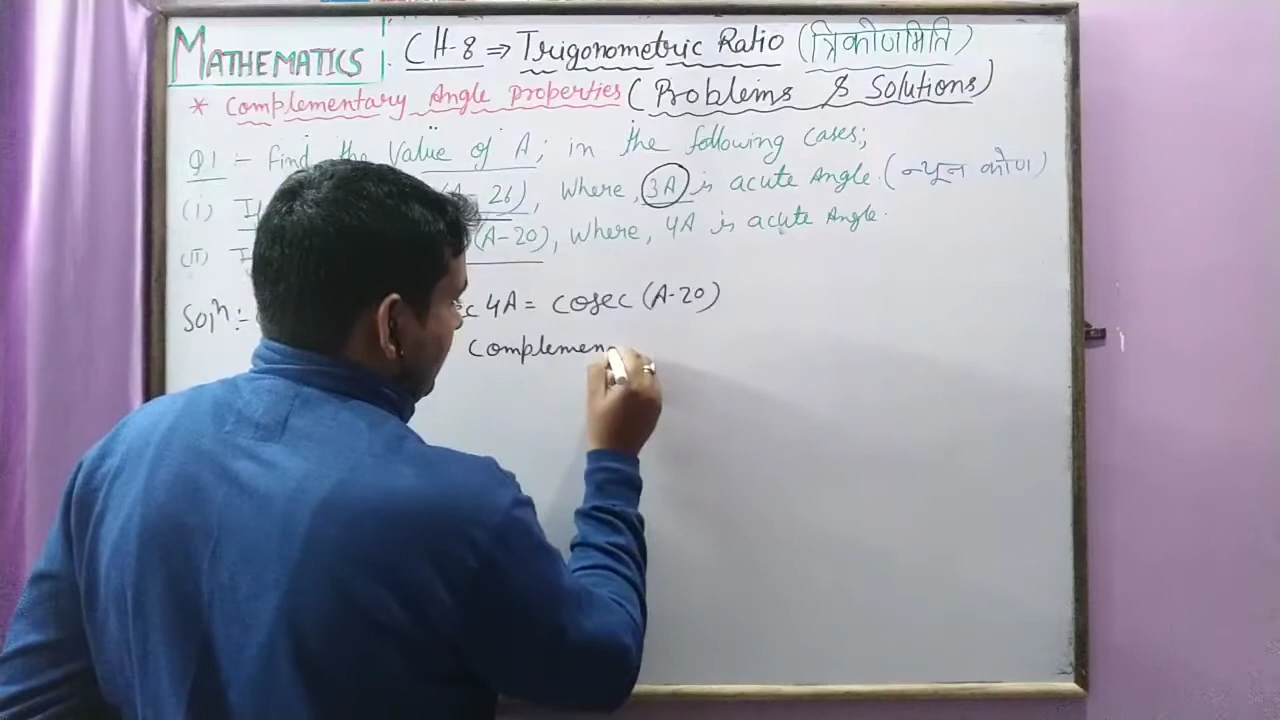 MATHEMATICS CH-8 ⇒ Trigonometric Ratio (त्रिकोणमिति)
* Complementary Angle properties (Problems & Solutions)
Q1 :- Find the Value of A; in the following cases;
(i) 26), Where, 3A is acute Angle. (न्यून कोण)
(ii) (A-20), Where, 4A is acute Angle.
Solⁿ:- 4A = cosec (A-20)
Complemen